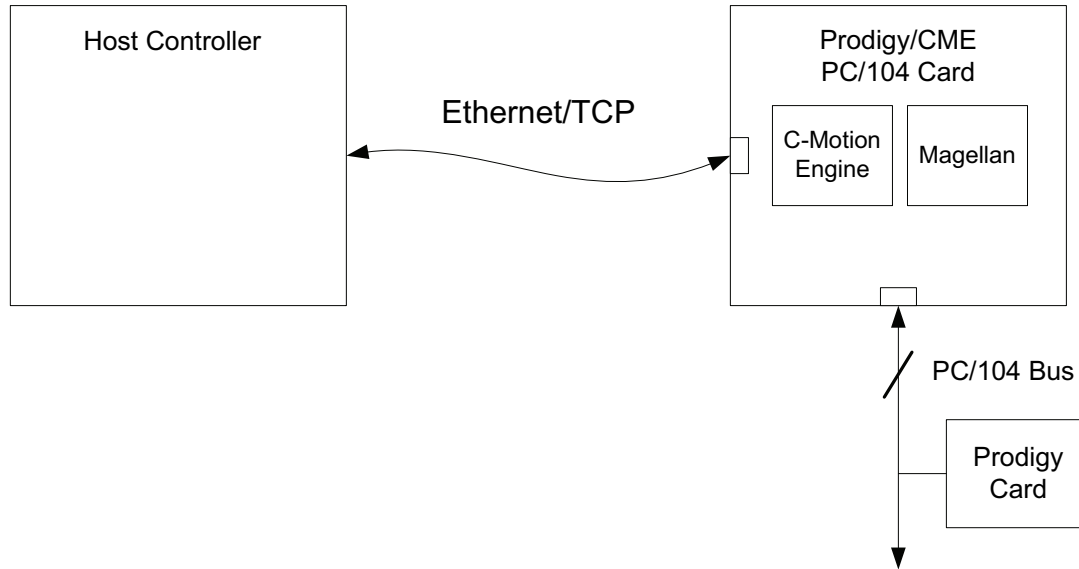 Host Controller
Ethernet/TCP
Prodigy/CME
PC/104 Card
C-Motion
Engine
Magellan
PC/104 Bus
Prodigy
Card